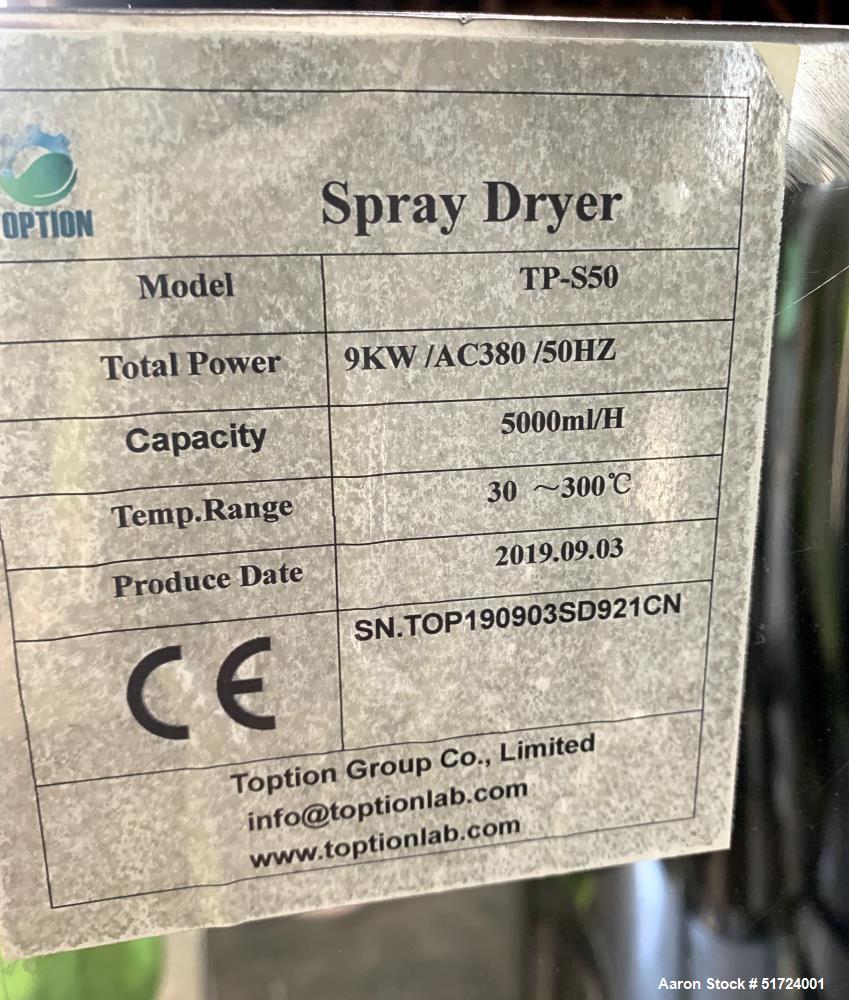 OPTION
Spray Dryer
Model TP-S50
Total Power 9KW /AC380 /50HZ
Capacity 5000ml/H
Temp.Range 30 ～300℃
Produce Date 2019.09.03
CE SN.TOP190903SD921CN
Toption Group Co., Limited
info@toptionlab.com
www.toptionlab.com
Aaron Stock # 51724001